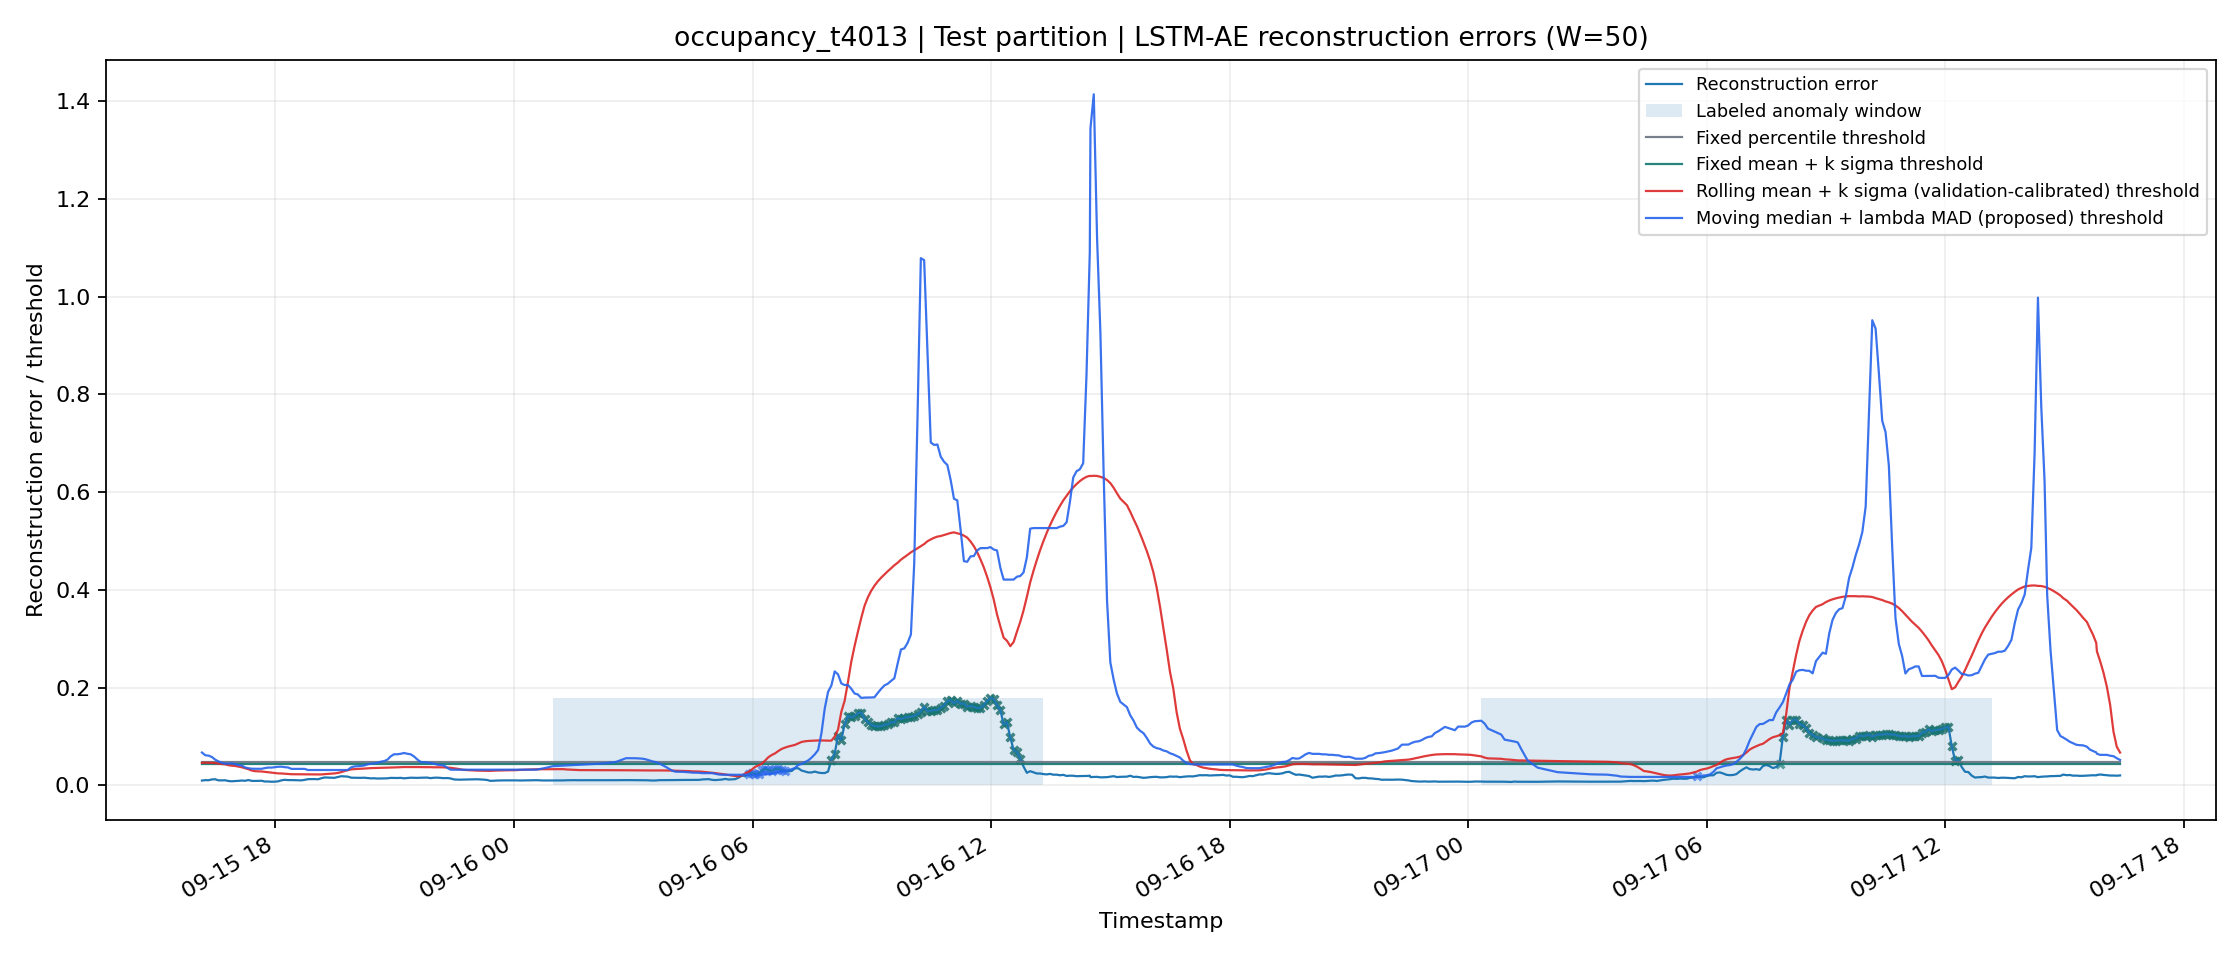 occupancy_t4013 | Test partition | LSTM-AE reconstruction errors (W=50)
Reconstruction error
Labeled anomaly window
Fixed percentile threshold
Fixed mean + k sigma threshold
Rolling mean + k sigma (validation-calibrated) threshold
Moving median + lambda MAD (proposed) threshold
Reconstruction error / threshold
1.4
1.2
1.0
0.8
0.6
0.4
0.2
0.0
09-15 18
09-16 00
09-16 06
09-16 12
09-16 18
09-17 00
09-17 06
09-17 12
09-17 18
Timestamp